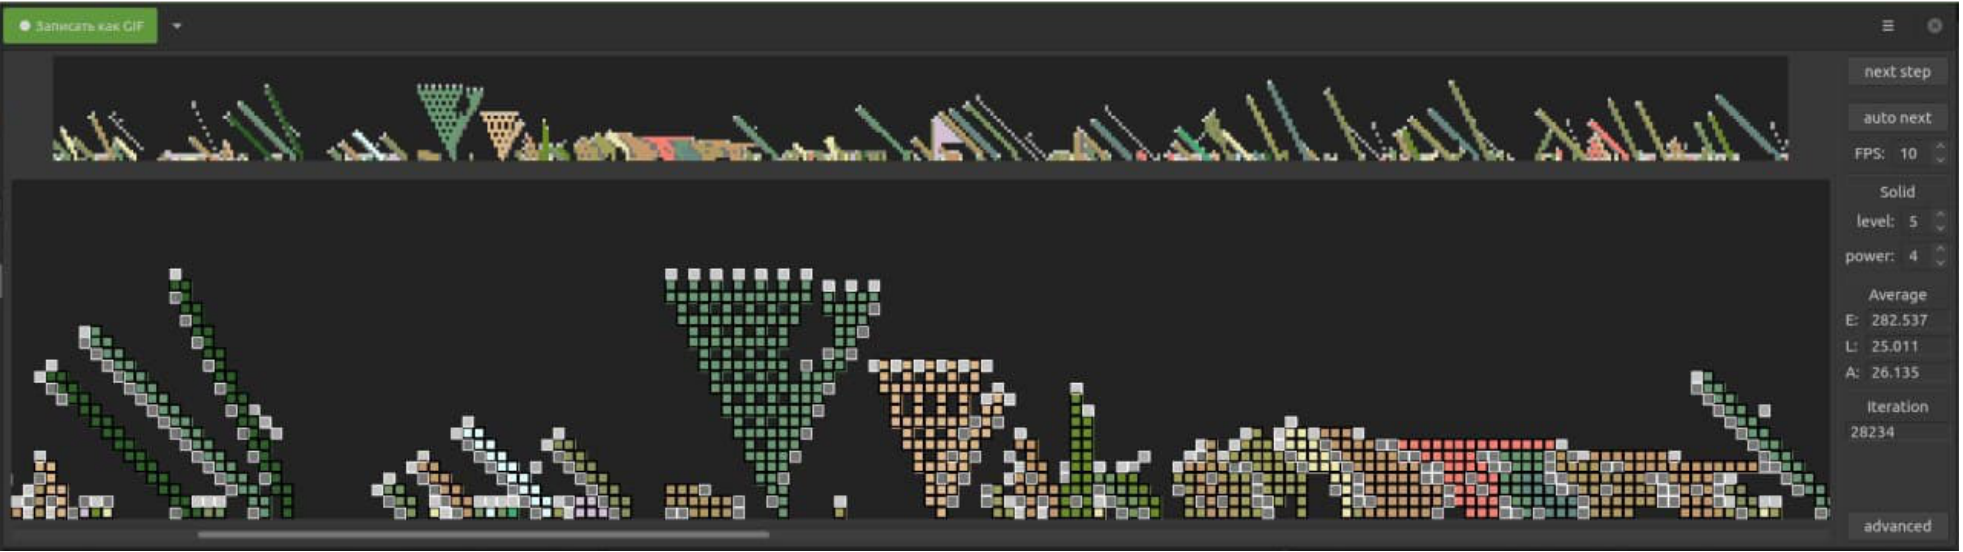 Записать как GIF
next step
auto next
FPS: 10
Solid
level: 5
power: 4
Average
E: 282.537
L: 25.011
A: 26.135
Iteration
28234
advanced